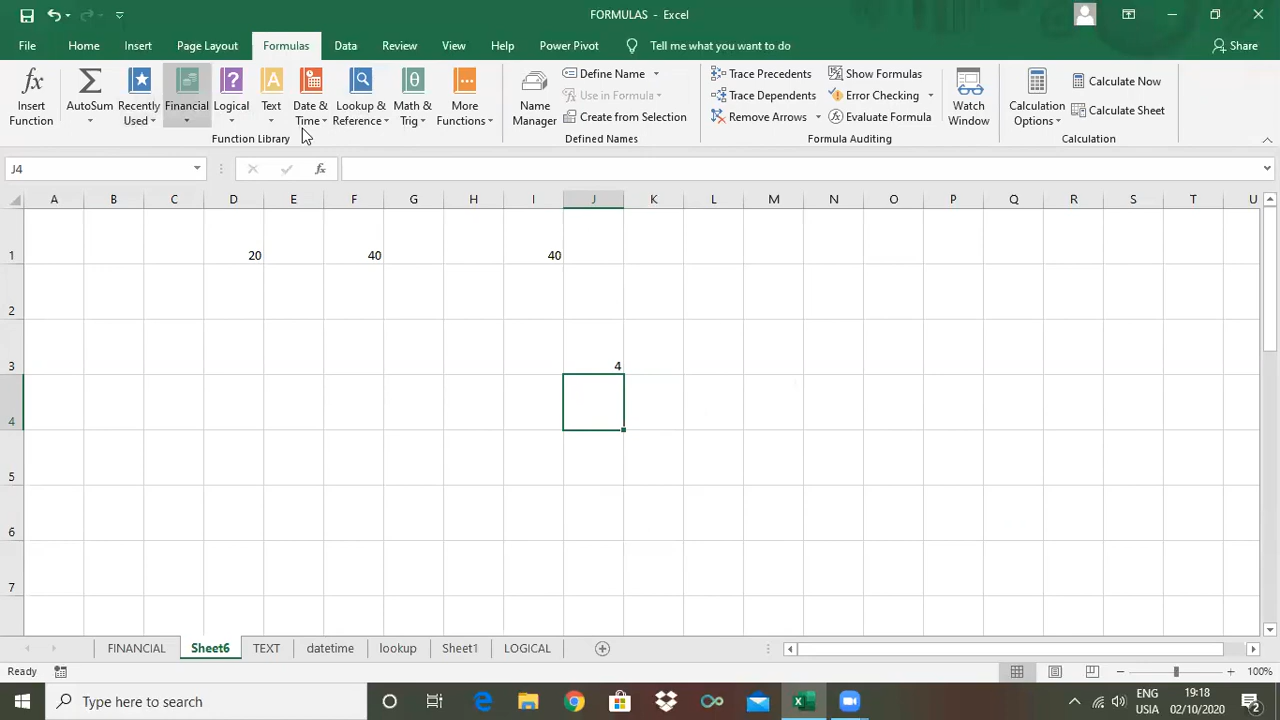 FORMULAS - Excel
File Home Insert Page Layout Formulas Data Review View Help Power Pivot Tell me what you want to do Share
Insert Function
AutoSum
Recently Used
Financial
Logical
Text
Date & Time
Lookup & Reference
Math & Trig
More Functions
Function Library
Name Manager
Define Name
Use in Formula
Create from Selection
Defined Names
Trace Precedents
Trace Dependents
Remove Arrows
Show Formulas
Error Checking
Evaluate Formula
Formula Auditing
Watch Window
Calculation Options
Calculate Now
Calculate Sheet
Calculation
J4 fx
A B C D E F G H I J K L M N O P Q R S T U
1 20 40 40
2
3 4
4
5
6
7
FINANCIAL Sheet6 TEXT datetime lookup Sheet1 LOGICAL
Ready 100%
Type here to search
ENG 19:18
USIA 02/10/2020
2